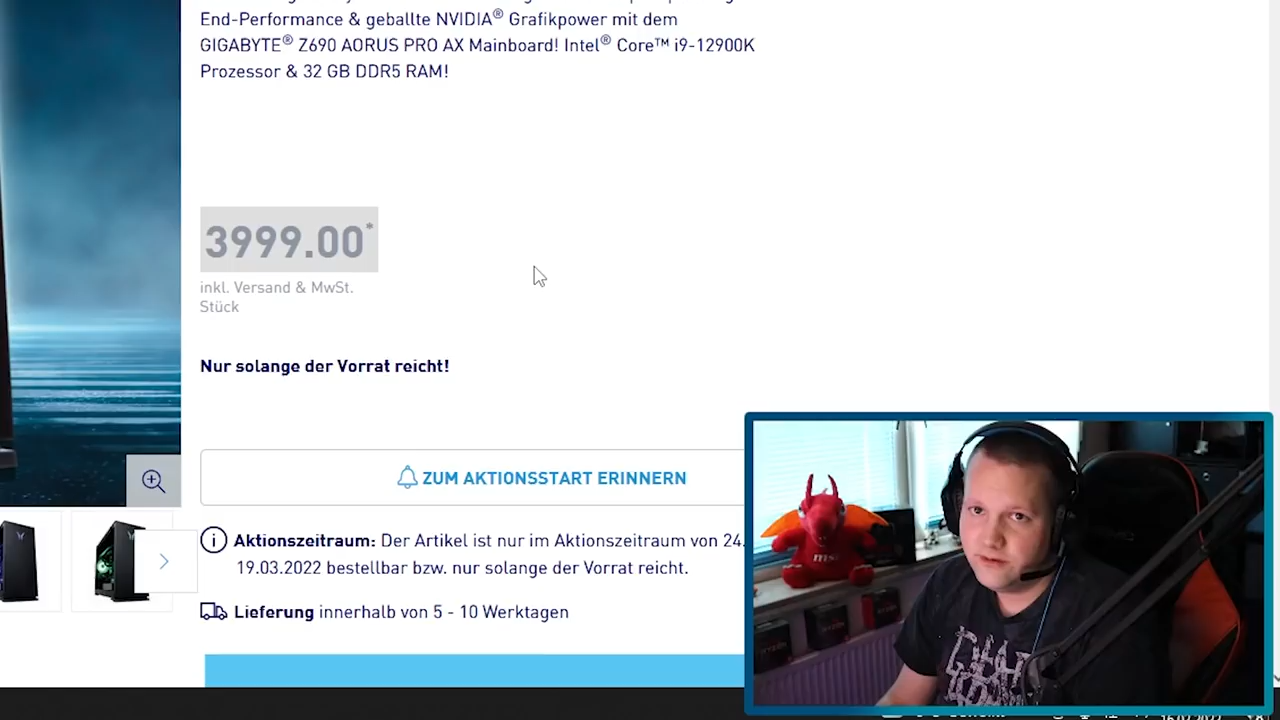 End-Performance & geballte NVIDIA® Grafikpower mit dem
GIGABYTE® Z690 AORUS PRO AX Mainboard! Intel® Core™ i9-12900K
Prozessor & 32 GB DDR5 RAM!
3999.00*
inkl. Versand & MwSt.
Stück
Nur solange der Vorrat reicht!
ZUM AKTIONSSTART ERINNERN
Aktionszeitraum: Der Artikel ist nur im Aktionszeitraum von 24.
19.03.2022 bestellbar bzw. nur solange der Vorrat reicht.
Lieferung innerhalb von 5 - 10 Werktagen
msi